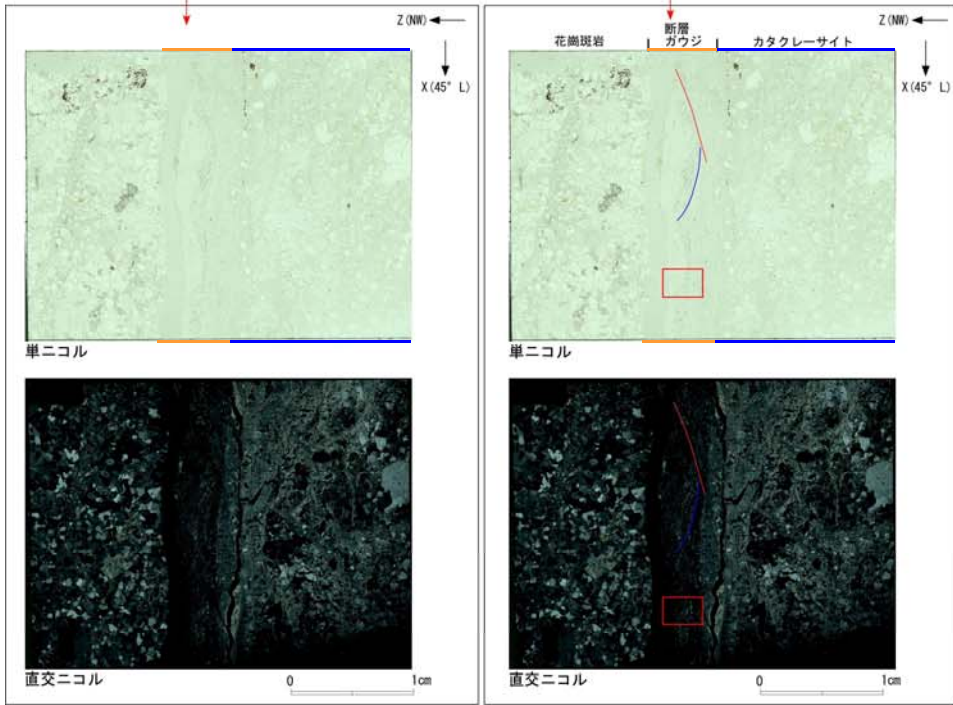 Z(NW)
X(45° L)
単ニコル
直交ニコル
0 1cm
Z(NW)
花崗斑岩
断層
ガウジ
カタクレーサイト
X(45° L)
単ニコル
直交ニコル
0 1cm